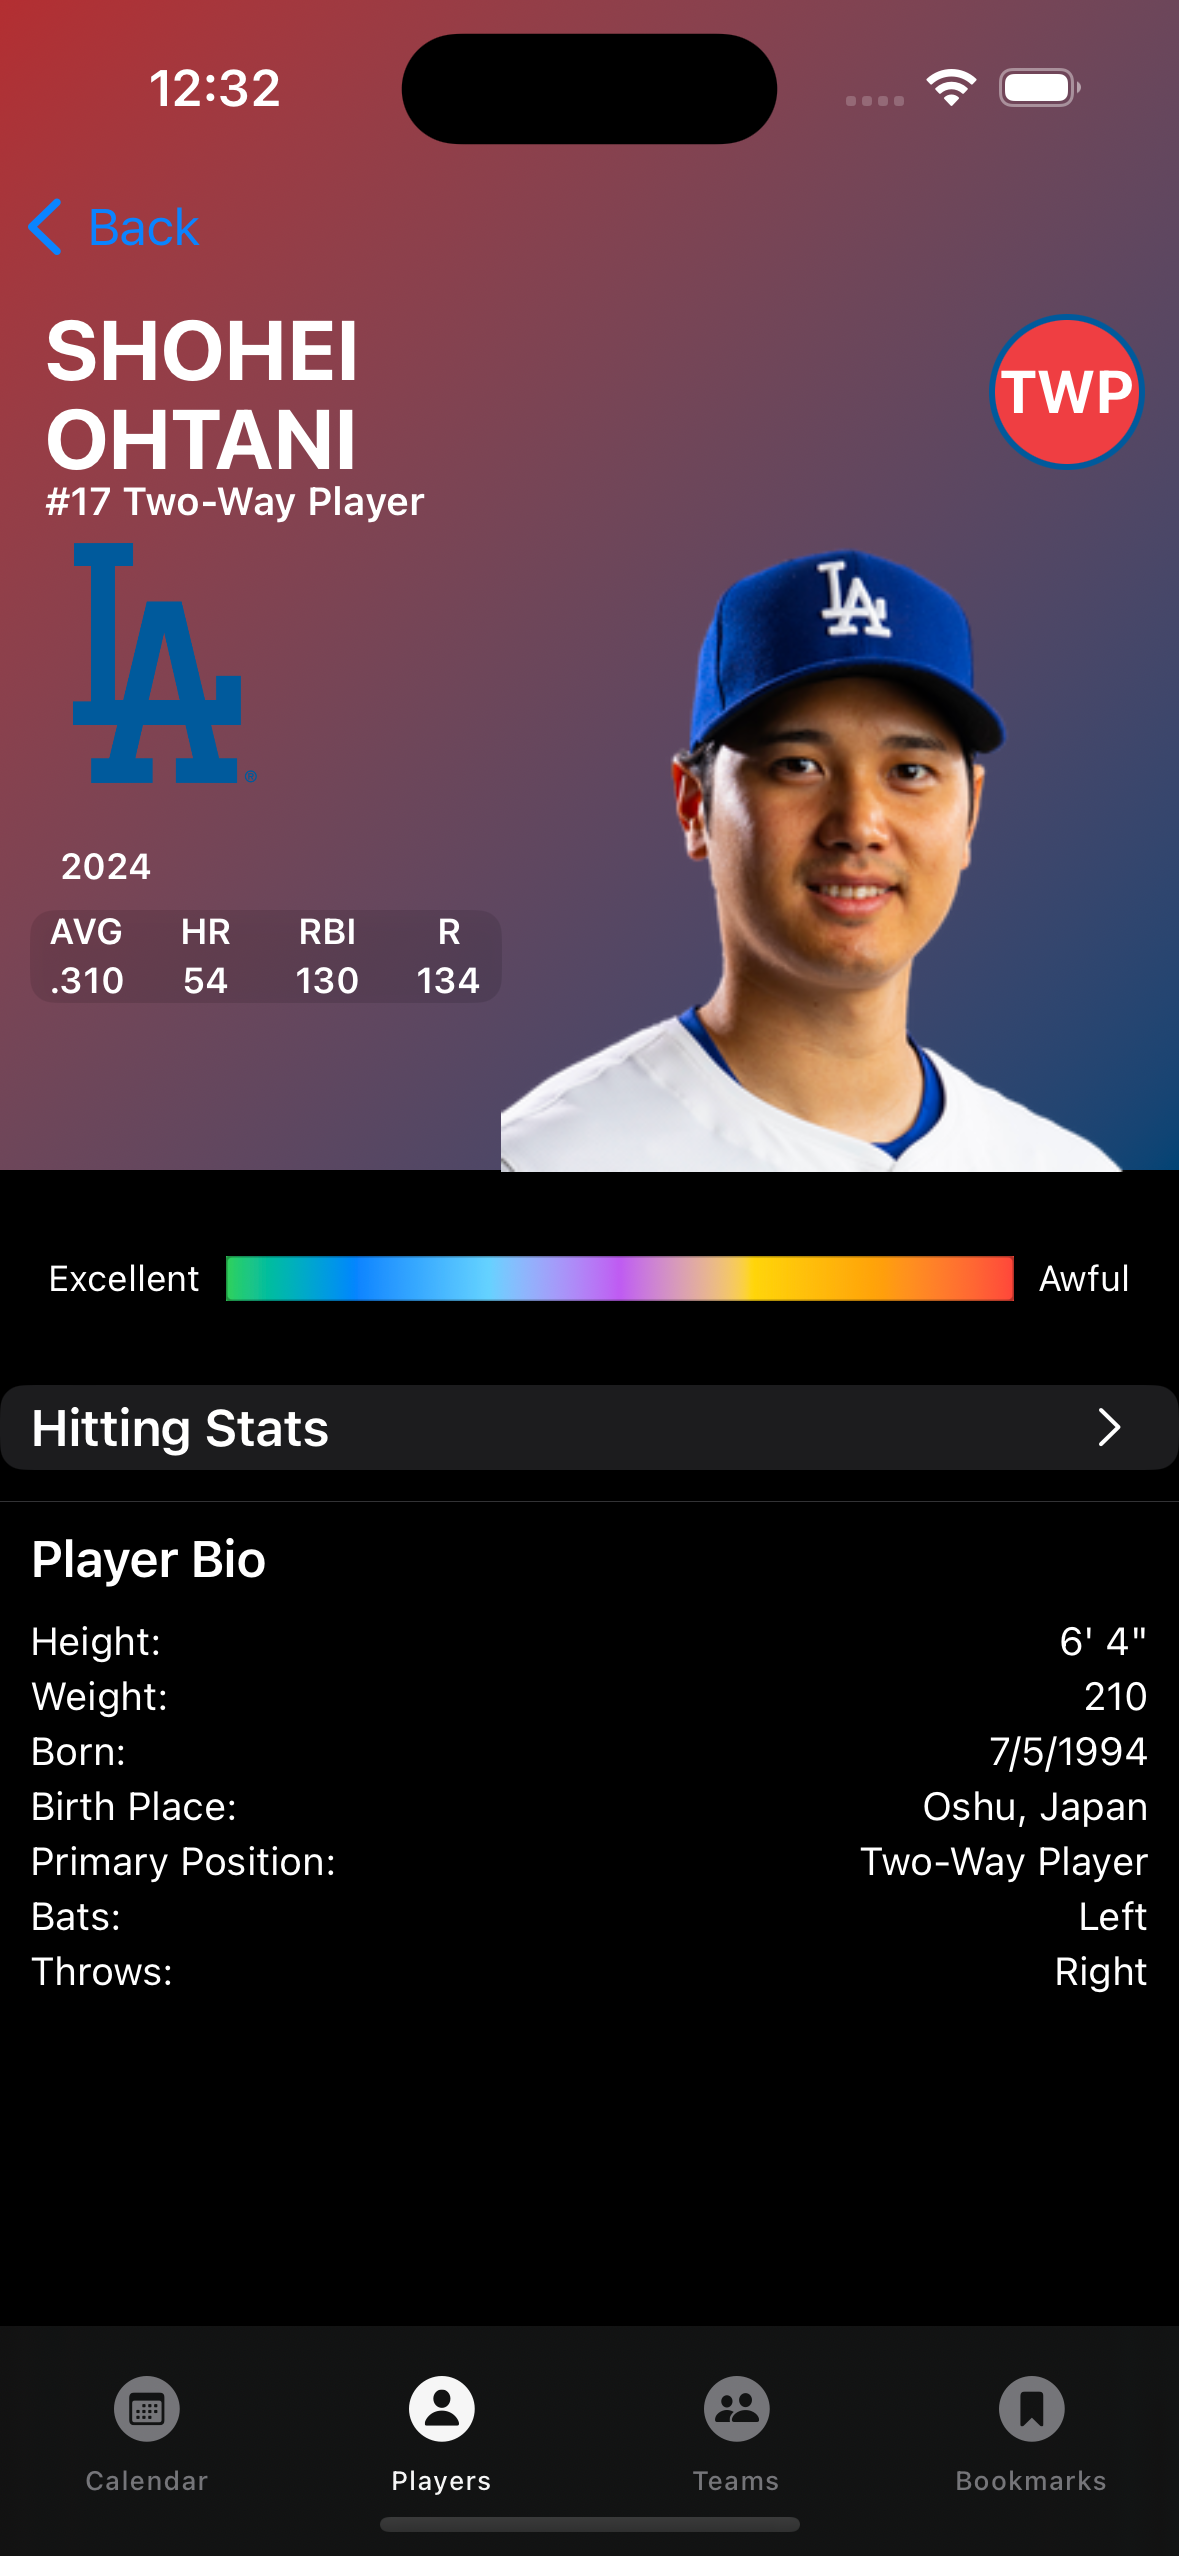 12:32
Back
SHOHEI
OHTANI
TWP
#17 Two-Way Player
LA
LA
®
2024
AVG HR RBI R
.310 54 130 134
Excellent Awful
Hitting Stats
Player Bio
Height: 6' 4"
Weight: 210
Born: 7/5/1994
Birth Place: Oshu, Japan
Primary Position: Two-Way Player
Bats: Left
Throws: Right
Calendar Players Teams Bookmarks